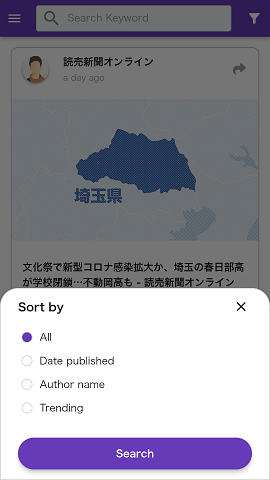 Search Keyword
読売新聞オンライン
a day ago
埼玉県
文化祭で新型コロナ感染拡大か、埼玉の春日部高
が学校閉鎖…不動岡高も - 読売新聞オンライン
Sort by
All
Date published
Author name
Trending
Search